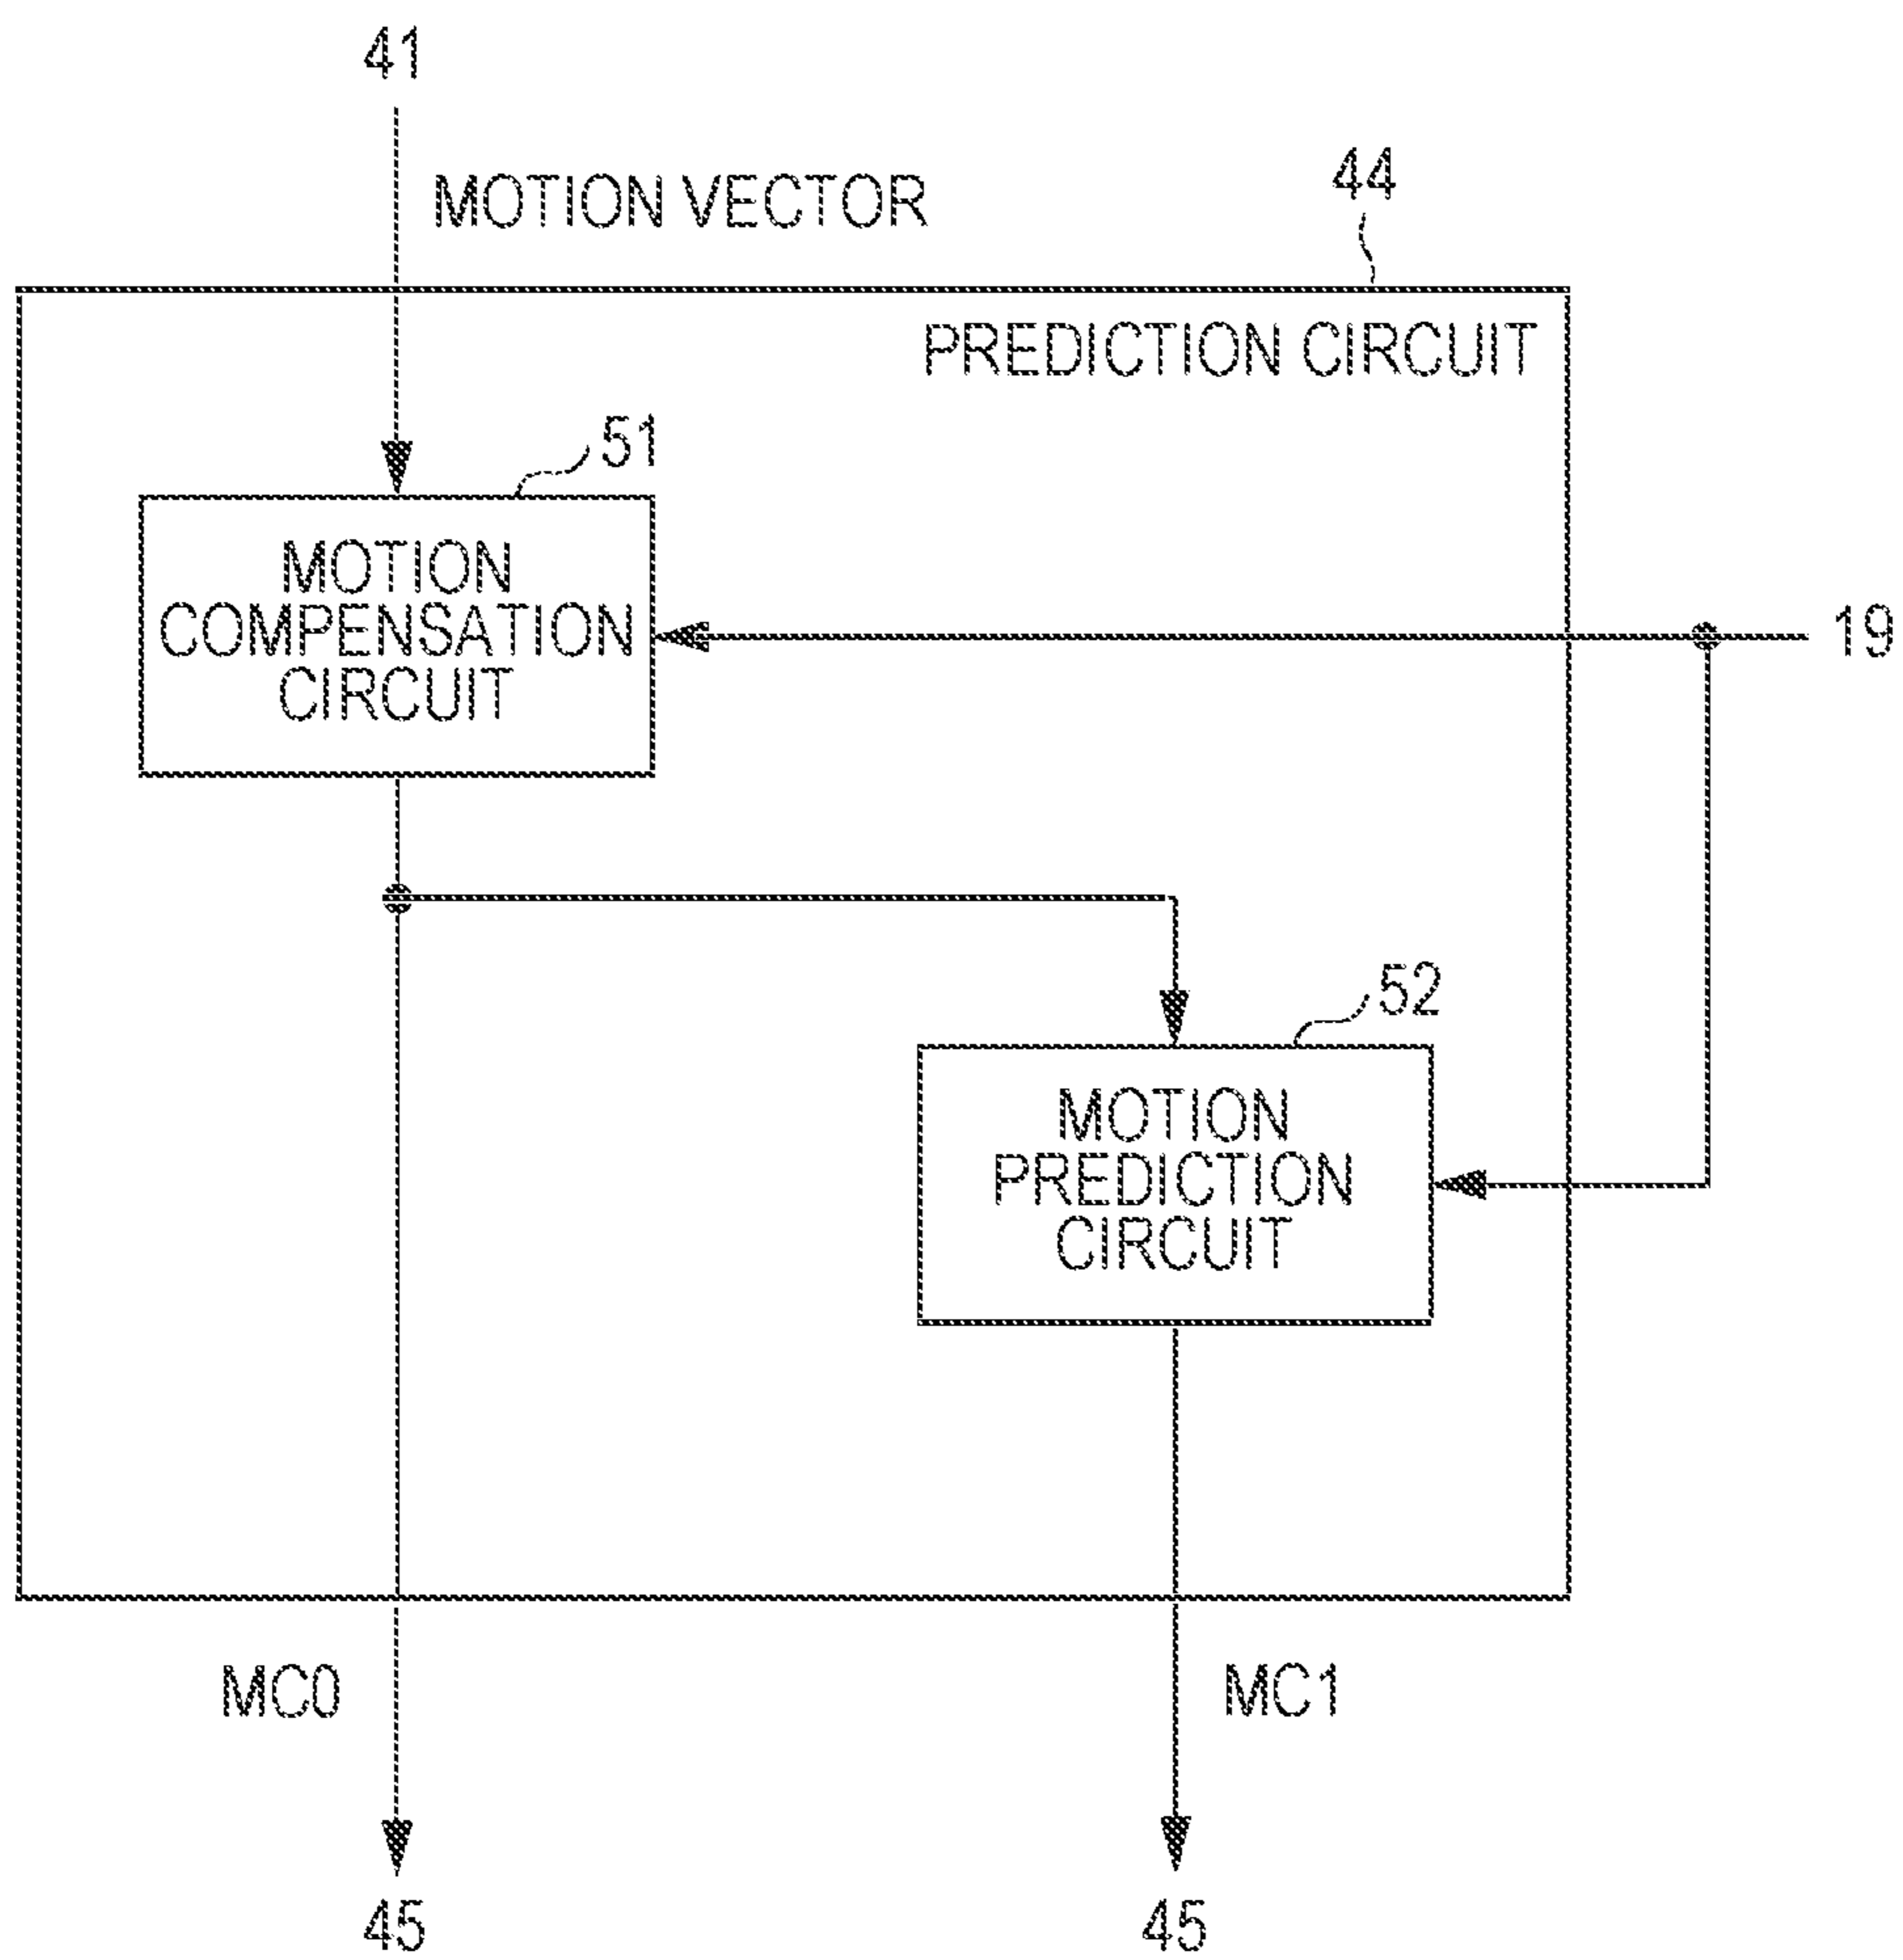 41
MOTION VECTOR
44
PREDICTION CIRCUIT
51
MOTION
COMPENSATION
CIRCUIT
19
52
MOTION
PREDICTION
CIRCUIT
MC0
MC1
45
45